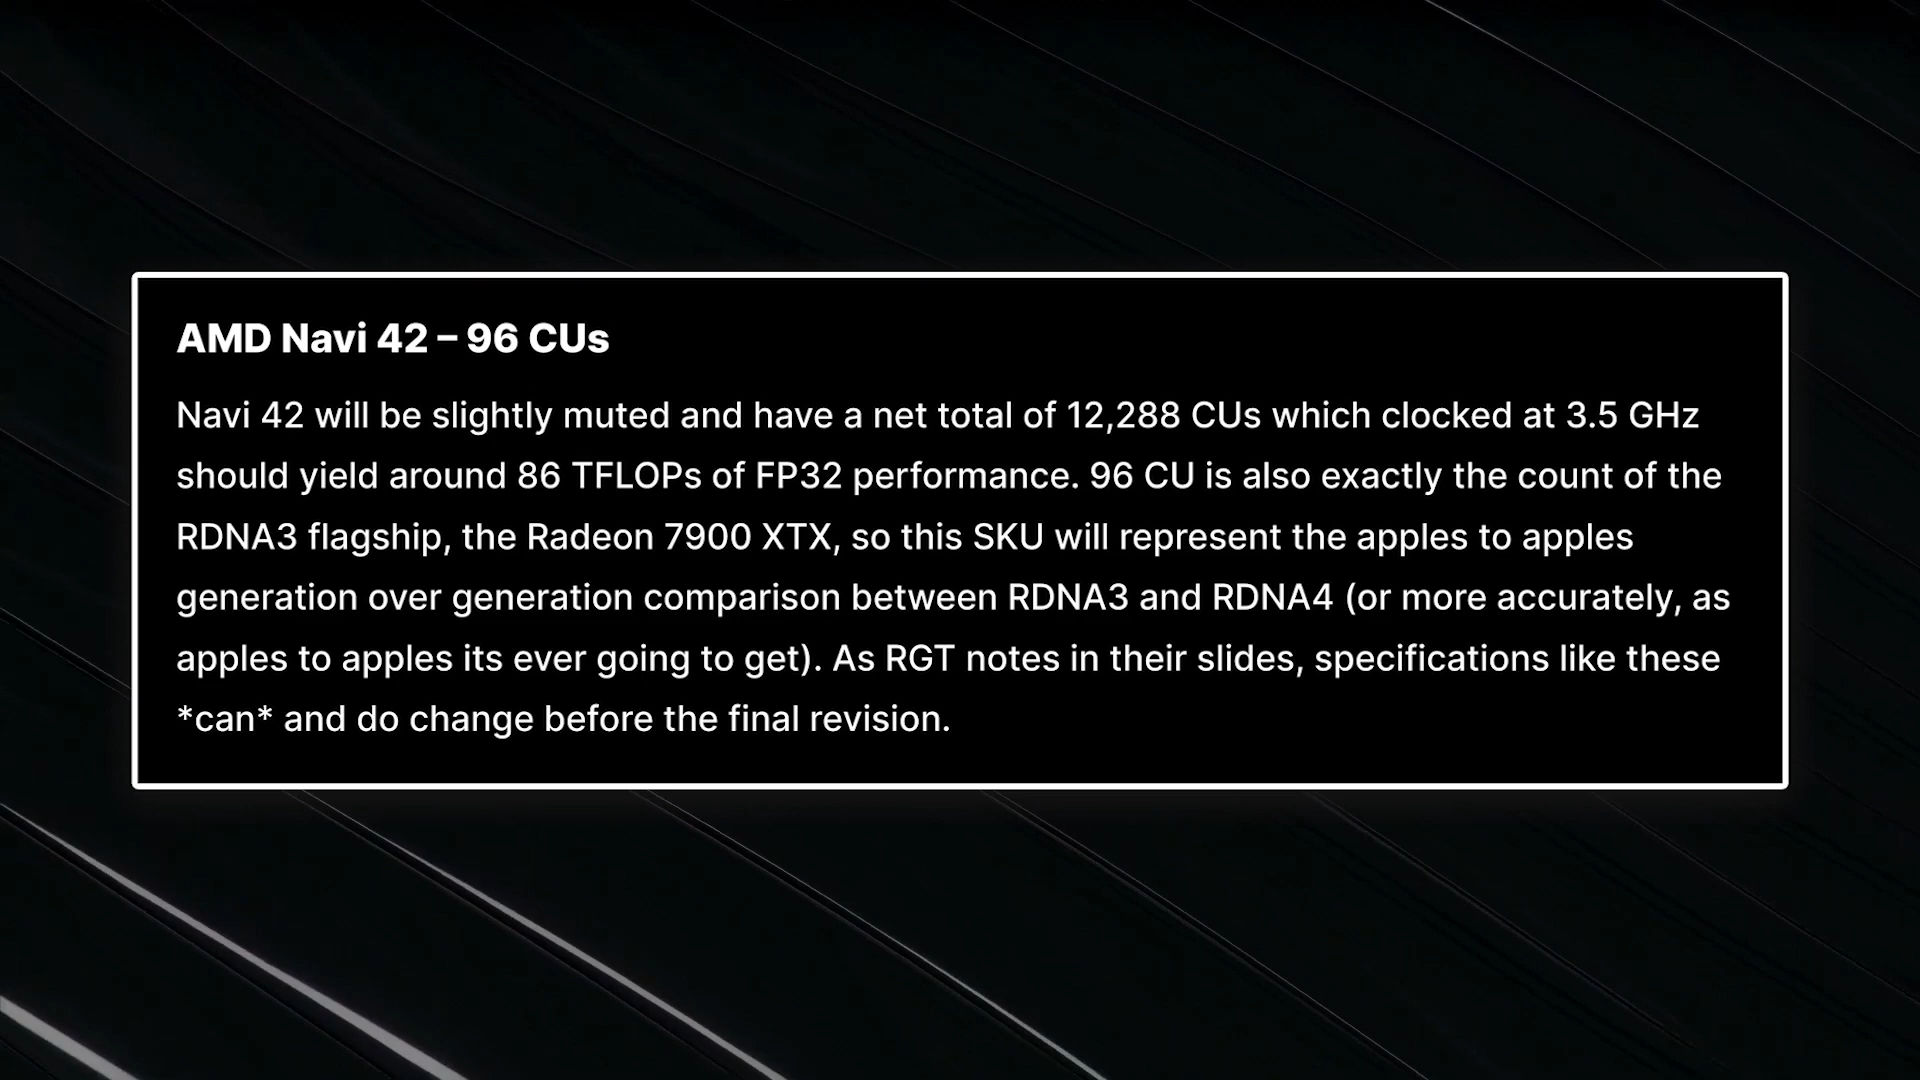 AMD Navi 42 – 96 CUs
Navi 42 will be slightly muted and have a net total of 12,288 CUs which clocked at 3.5 GHz
should yield around 86 TFLOPs of FP32 performance. 96 CU is also exactly the count of the
RDNA3 flagship, the Radeon 7900 XTX, so this SKU will represent the apples to apples
generation over generation comparison between RDNA3 and RDNA4 (or more accurately, as
apples to apples its ever going to get). As RGT notes in their slides, specifications like these
*can* and do change before the final revision.